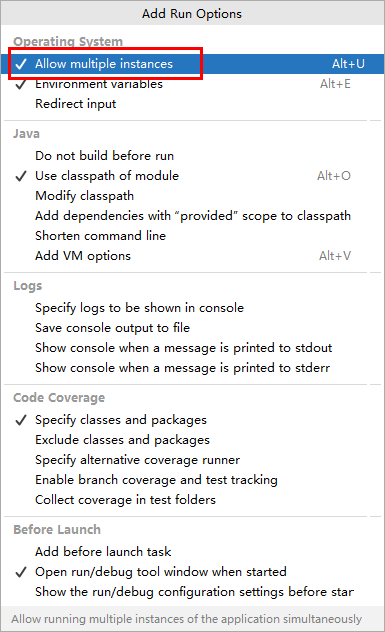 Add Run Options
Operating System
✓ Allow multiple instances Alt+U
✓ Environment variables Alt+E
Redirect input
Java
Do not build before run
✓ Use classpath of module Alt+O
Modify classpath
Add dependencies with “provided” scope to classpath
Shorten command line
Add VM options Alt+V
Logs
Specify logs to be shown in console
Save console output to file
Show console when a message is printed to stdout
Show console when a message is printed to stderr
Code Coverage
✓ Specify classes and packages
Exclude classes and packages
Specify alternative coverage runner
Enable branch coverage and test tracking
Collect coverage in test folders
Before Launch
Add before launch task
✓ Open run/debug tool window when started
Show the run/debug configuration settings before star
Allow running multiple instances of the application simultaneously